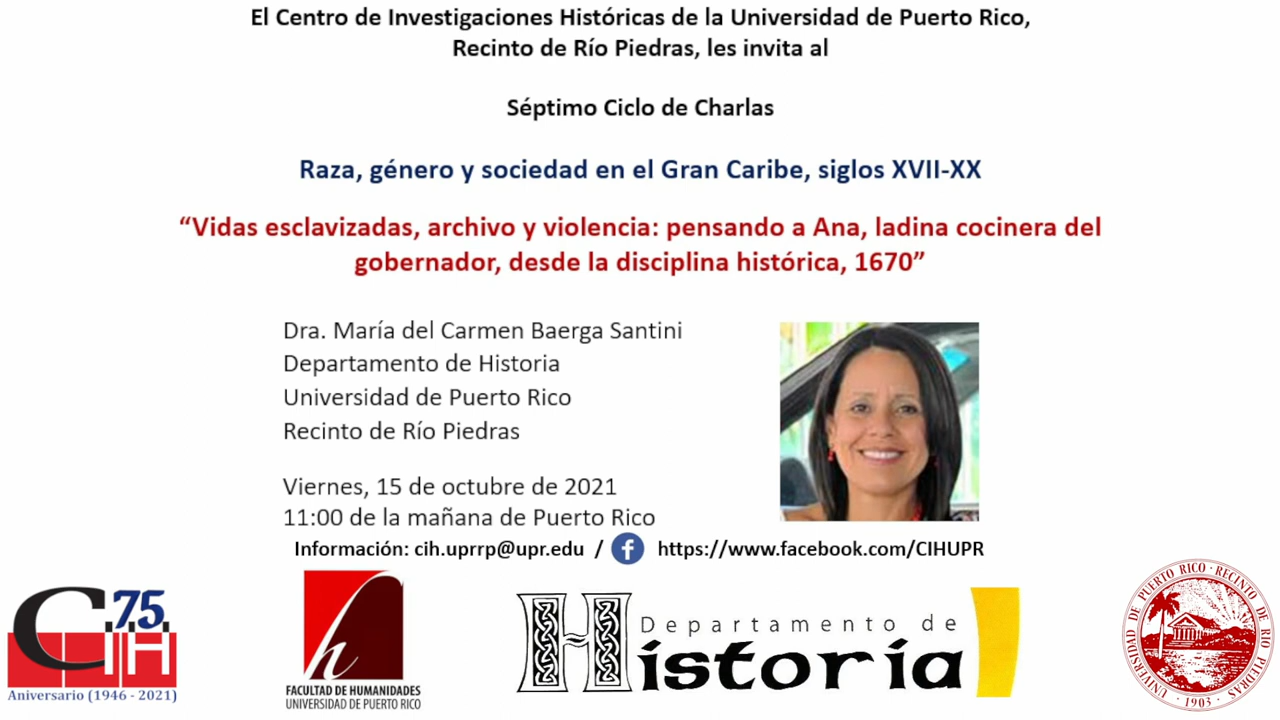 El Centro de Investigaciones Históricas de la Universidad de Puerto Rico,
Recinto de Río Piedras, les invita al
Séptimo Ciclo de Charlas
Raza, género y sociedad en el Gran Caribe, siglos XVII-XX
“Vidas esclavizadas, archivo y violencia: pensando a Ana, ladina cocinera del
gobernador, desde la disciplina histórica, 1670”
Dra. María del Carmen Baerga Santini
Departamento de Historia
Universidad de Puerto Rico
Recinto de Río Piedras
Viernes, 15 de octubre de 2021
11:00 de la mañana de Puerto Rico
Información: cih.uprrp@upr.edu / f https://www.facebook.com/CIHUPR
C.I.H. 75
Aniversario (1946 - 2021)
h
FACULTAD DE HUMANIDADES
UNIVERSIDAD DE PUERTO RICO
Departamento de
Historia
UNIVERSIDAD DE PUERTO RICO · RECINTO DE RIO PIEDRAS
· 1903 ·